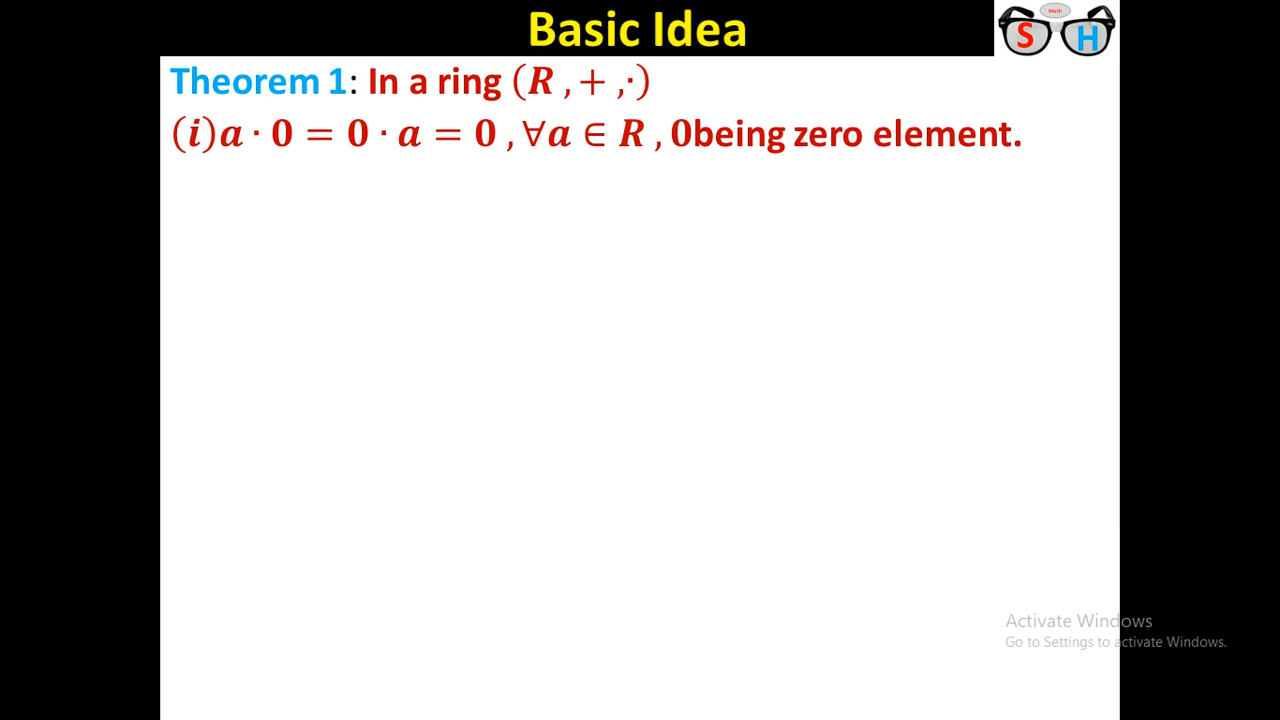 Basic Idea
Math
S H
Theorem 1: In a ring (R , + ,·)
(i)a · 0 = 0 · a = 0 , ∀a ∈ R , 0being zero element.
Activate Windows
Go to Settings to activate Windows.